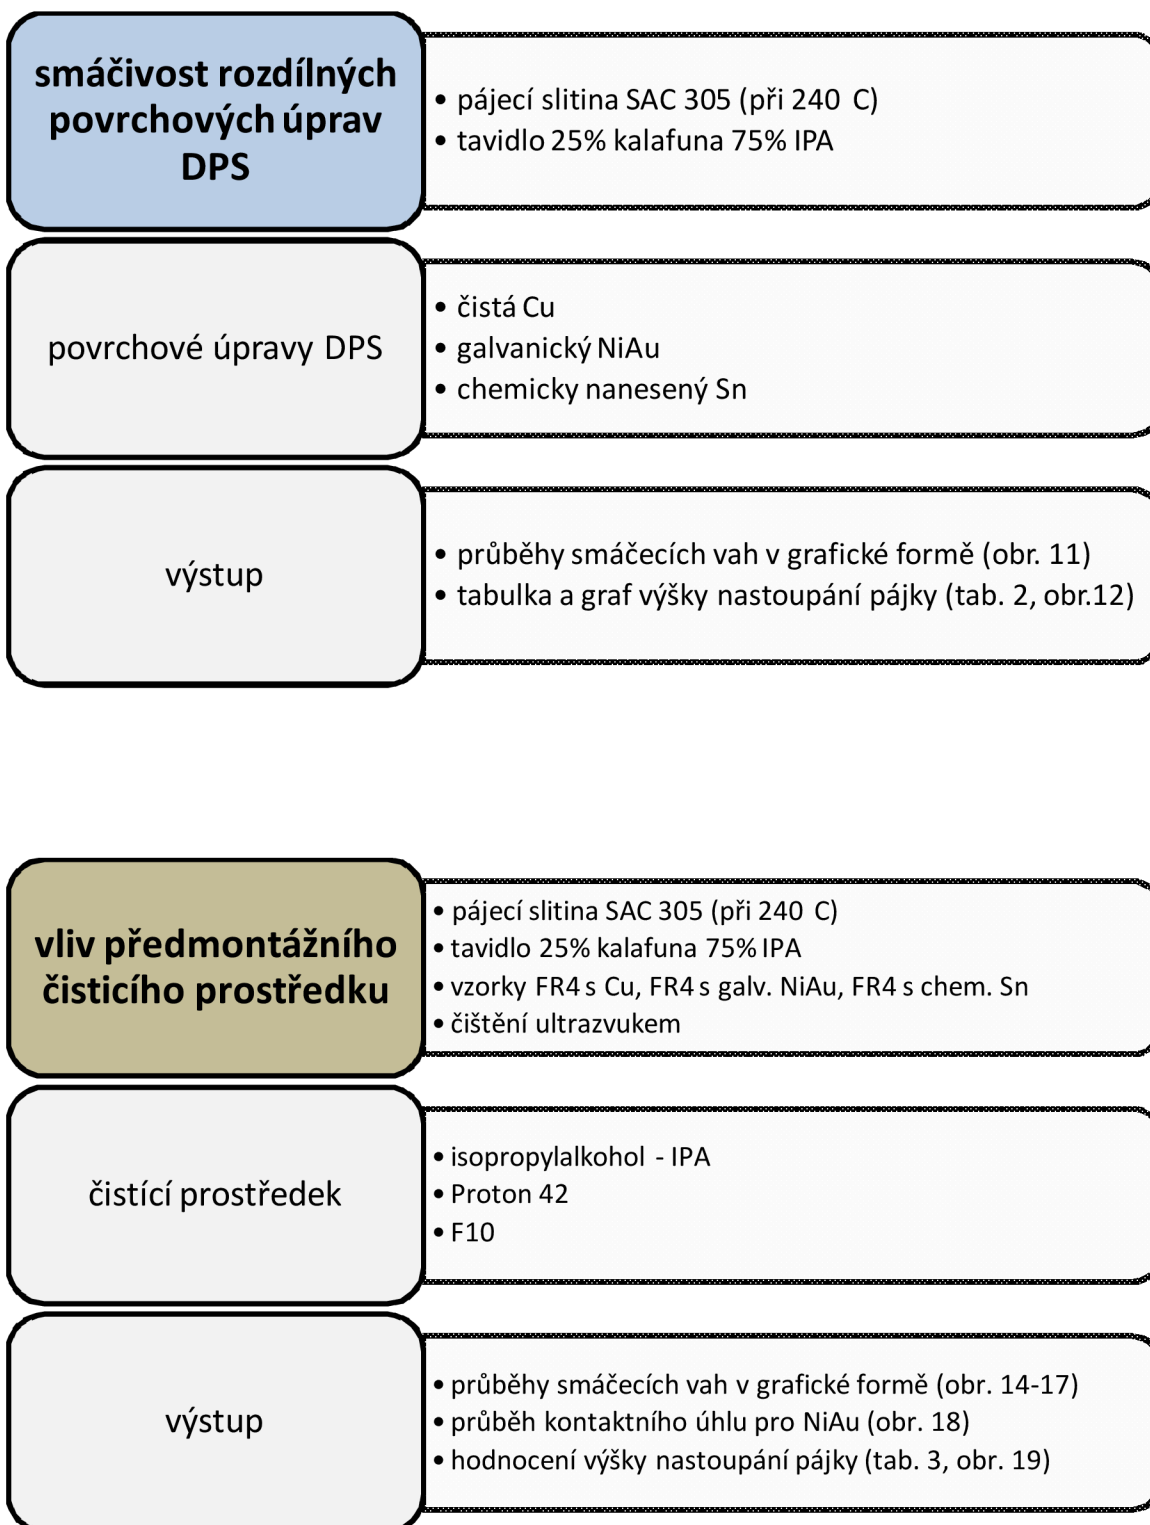 smáčivost rozdílných
povrchových úprav
DPS
• pájecí slitina SAC 305 (při 240 C)
• tavidlo 25% kalafuna 75% IPA
povrchové úpravy DPS
• čistá Cu
• galvanický NiAu
• chemicky nanesený Sn
výstup
• průběhy smáčecích vah v grafické formě (obr. 11)
• tabulka a graf výšky nastoupání pájky (tab. 2, obr.12)
vliv předmontážního
čisticího prostředku
• pájecí slitina SAC 305 (při 240 C)
• tavidlo 25% kalafuna 75% IPA
• vzorky FR4 s Cu, FR4 s galv. NiAu, FR4 s chem. Sn
• čištění ultrazvukem
čistící prostředek
• isopropylalkohol - IPA
• Proton 42
• F10
výstup
• průběhy smáčecích vah v grafické formě (obr. 14-17)
• průběh kontaktního úhlu pro NiAu (obr. 18)
• hodnocení výšky nastoupání pájky (tab. 3, obr. 19)